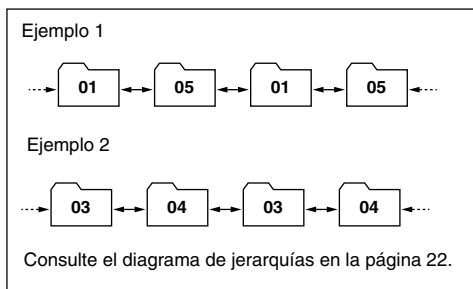 Ejemplo 1
01 05 01 05
Ejemplo 2
03 04 03 04
Consulte el diagrama de jerarquías en la página 22.